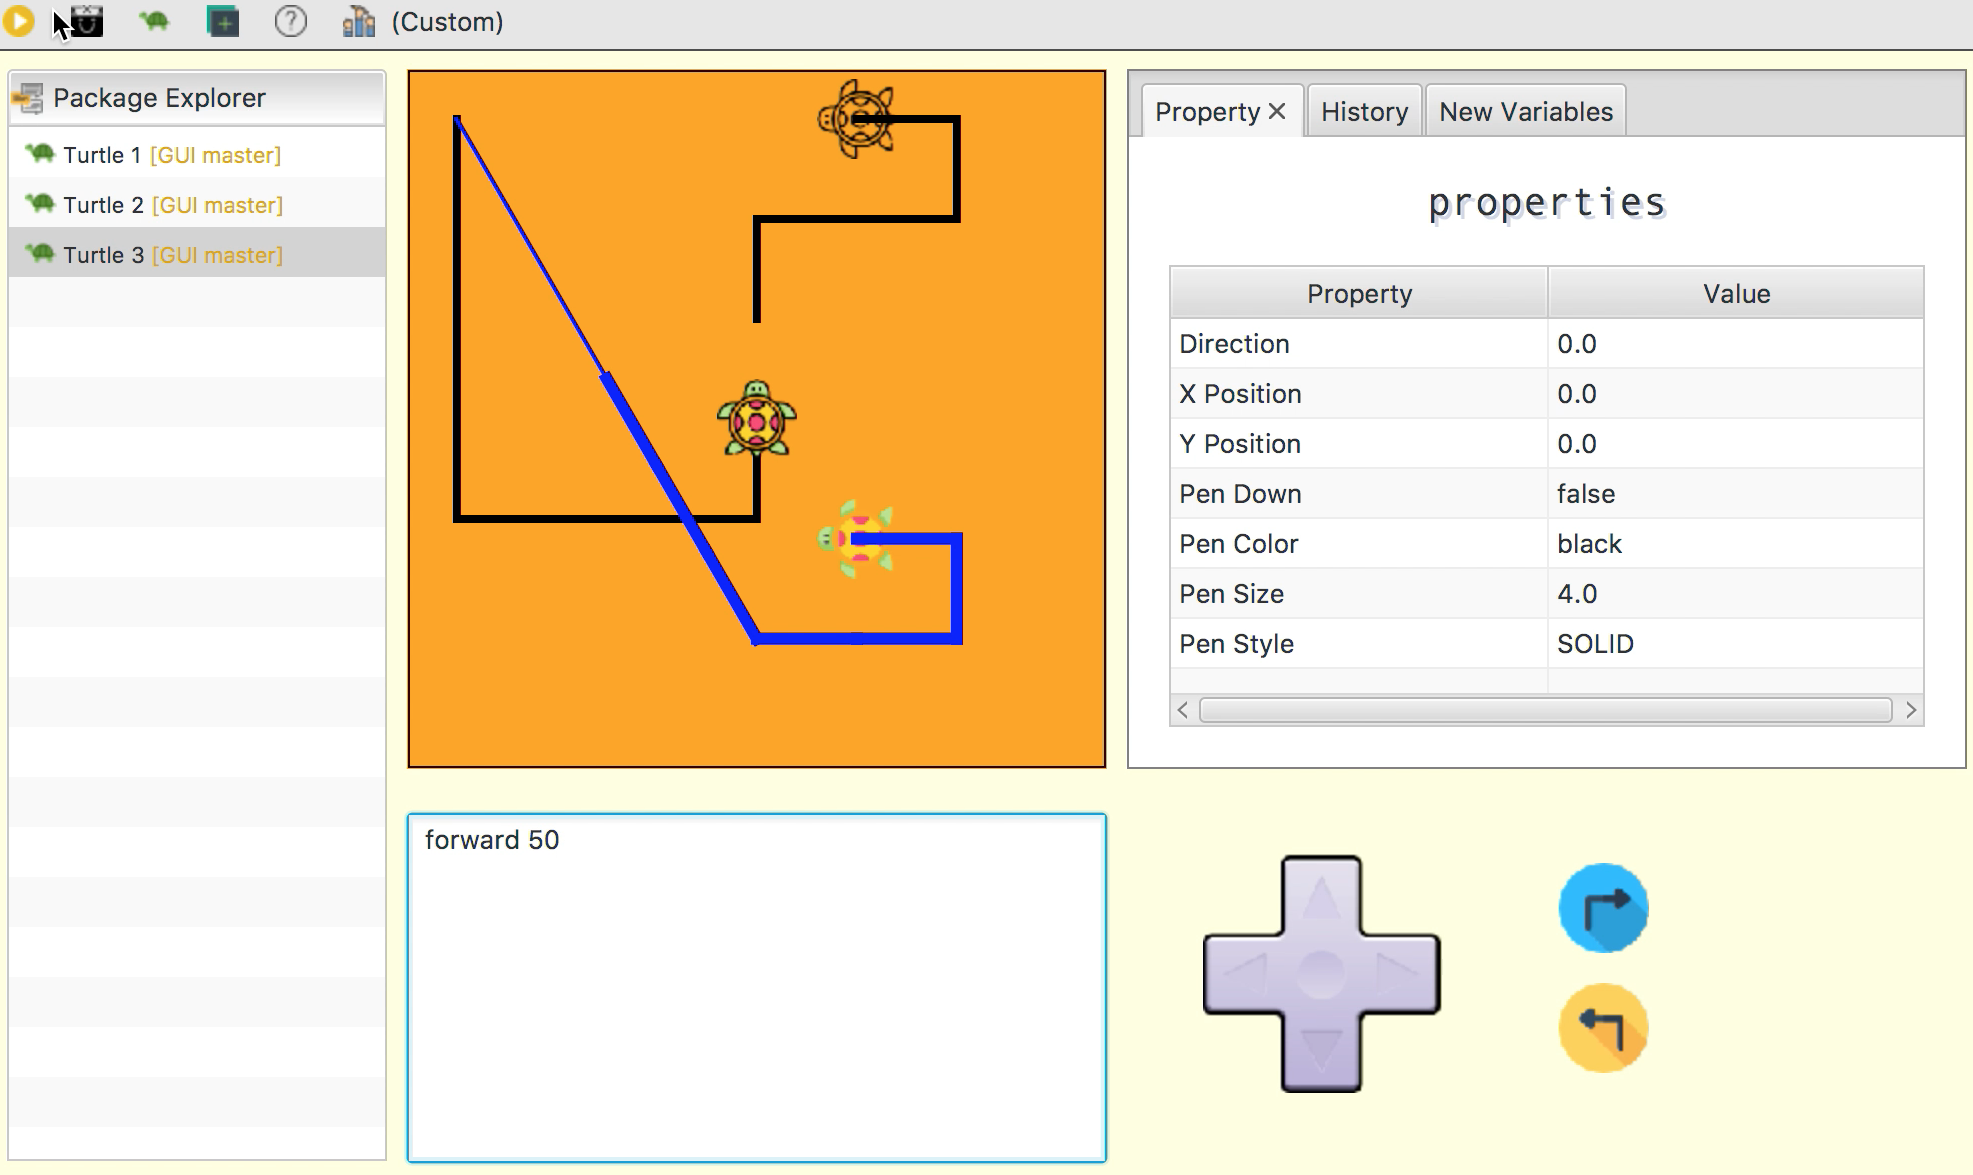 (Custom)
Package Explorer
Turtle 1 [GUI master]
Turtle 2 [GUI master]
Turtle 3 [GUI master]
Property
History
New Variables
properties
Property Value
Direction 0.0
X Position 0.0
Y Position 0.0
Pen Down false
Pen Color black
Pen Size 4.0
Pen Style SOLID
forward 50